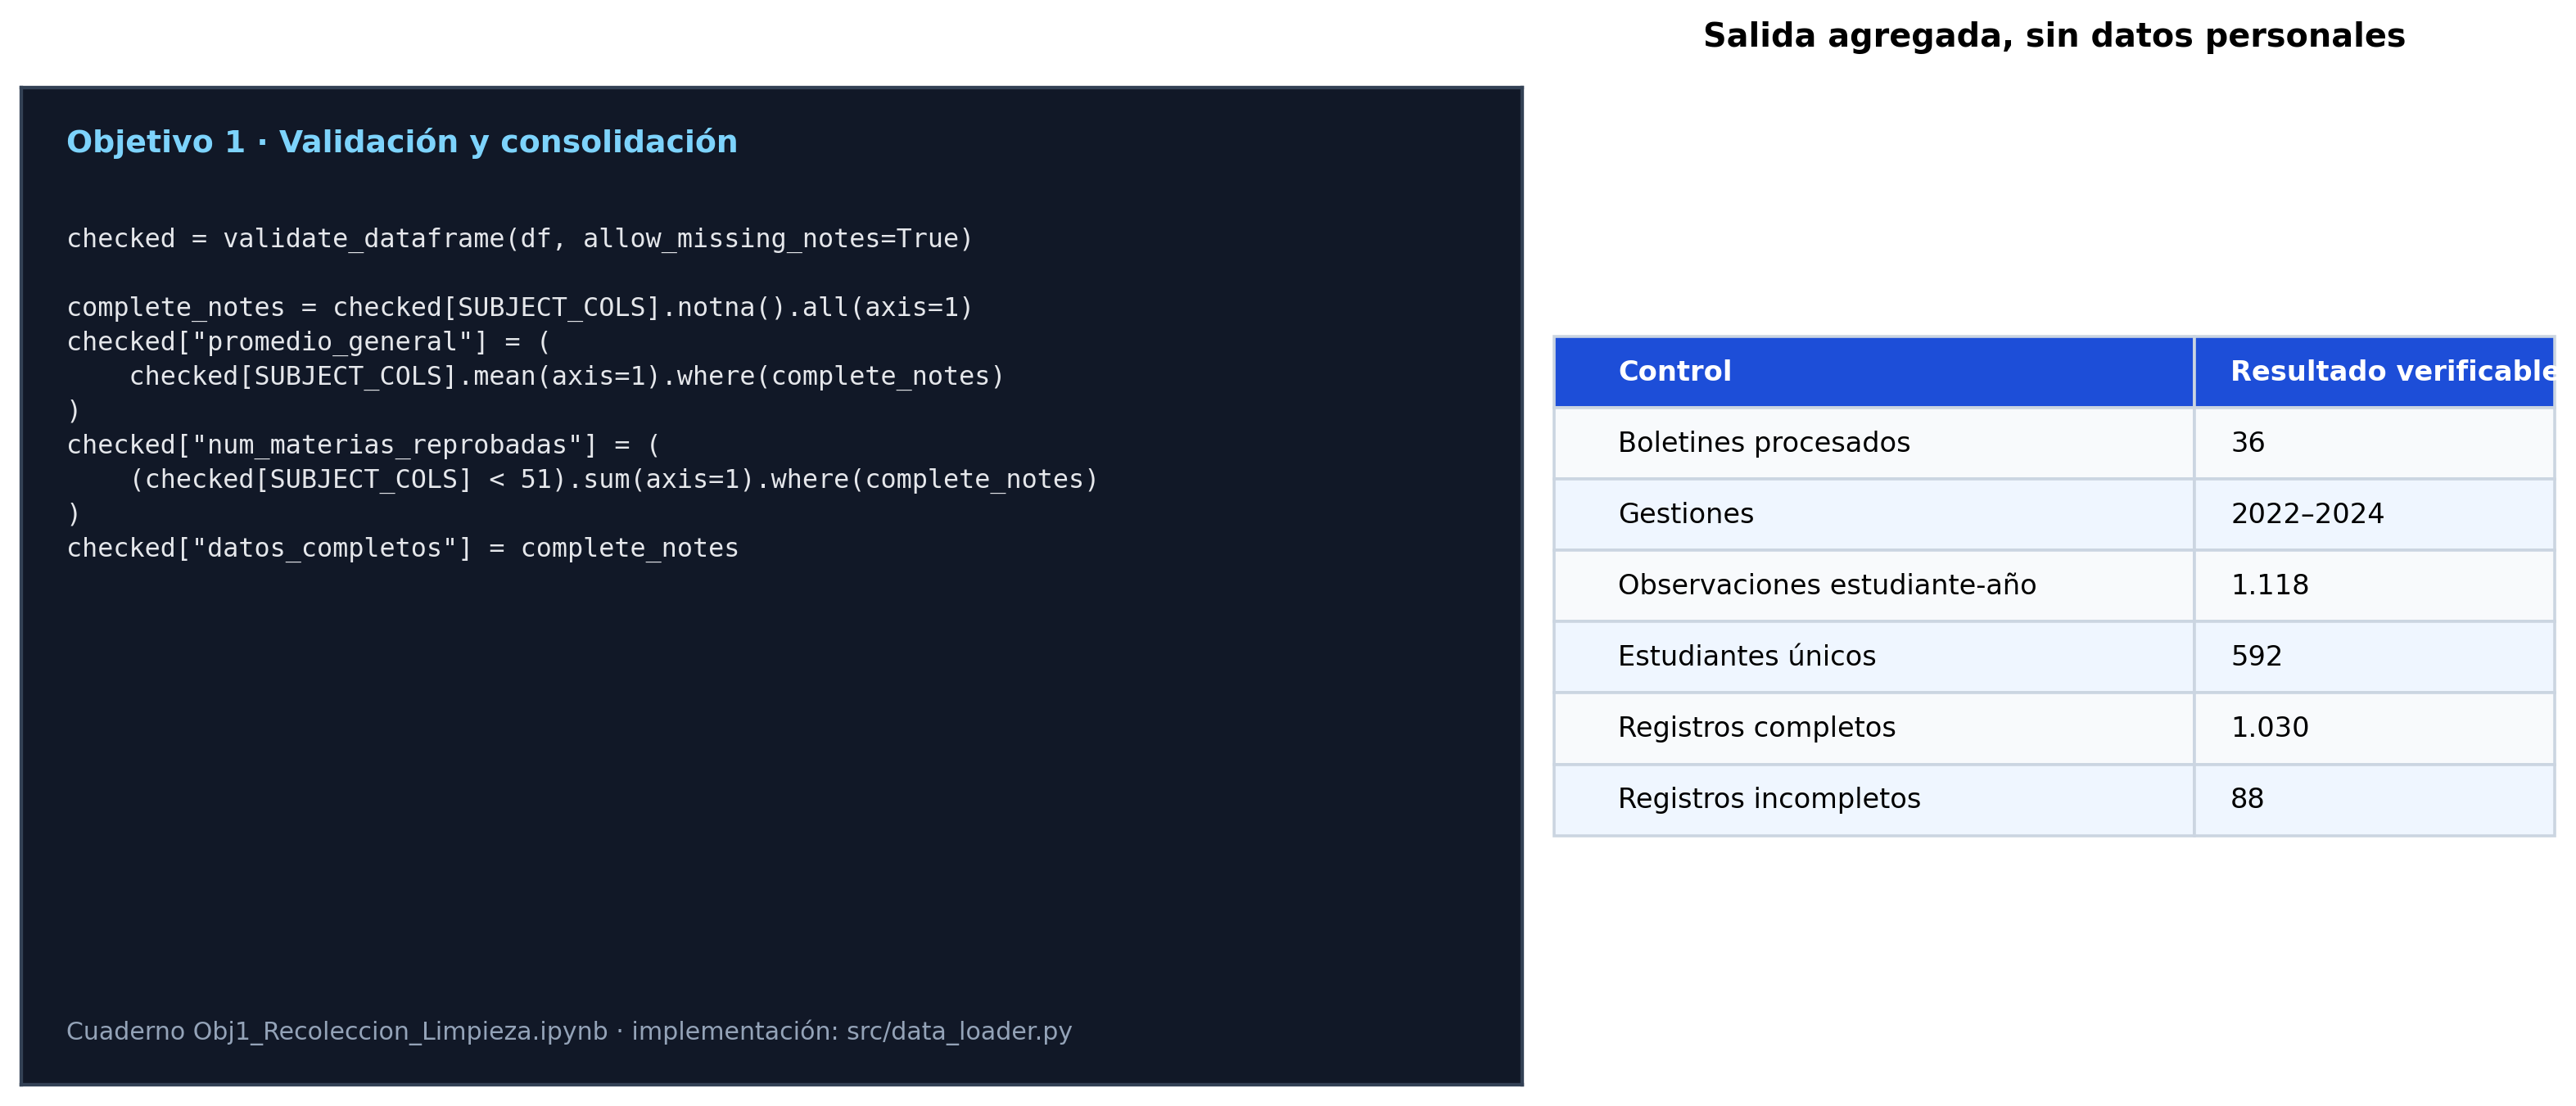 Objetivo 1 · Validación y consolidación
checked = validate_dataframe(df, allow_missing_notes=True)
complete_notes = checked[SUBJECT_COLS].notna().all(axis=1)
checked["promedio_general"] = (
    checked[SUBJECT_COLS].mean(axis=1).where(complete_notes)
)
checked["num_materias_reprobadas"] = (
    (checked[SUBJECT_COLS] < 51).sum(axis=1).where(complete_notes)
)
checked["datos_completos"] = complete_notes
Cuaderno Obj1_Recoleccion_Limpieza.ipynb · implementación: src/data_loader.py
Salida agregada, sin datos personales
Control Resultado verificable
Boletines procesados 36
Gestiones 2022–2024
Observaciones estudiante-año 1.118
Estudiantes únicos 592
Registros completos 1.030
Registros incompletos 88